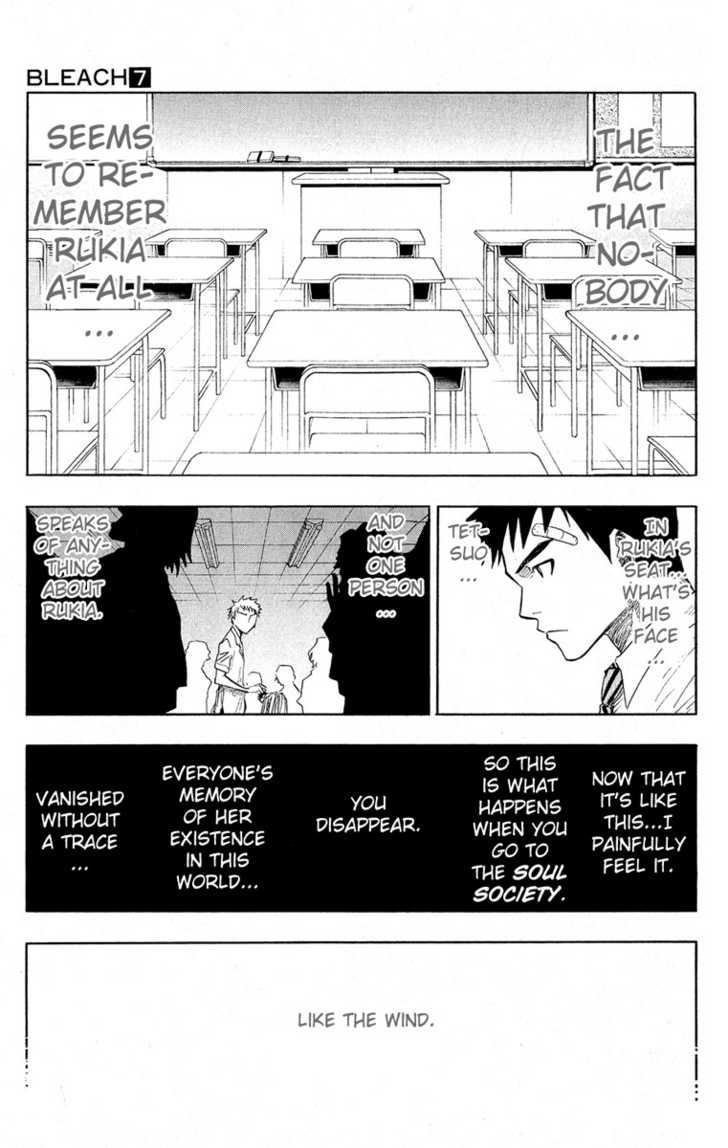 BLEACH 7
THE
FACT
THAT
NO-
BODY
...
SEEMS
TO RE-
MEMBER
RUKIA
AT ALL
...
IN
RUKIA'S
SEAT...
WHAT'S
HIS
FACE
...
TET-
SUO
...
AND
NOT
ONE
PERSON
...
SPEAKS
OF ANY-
THING
ABOUT
RUKIA.
NOW THAT
IT'S LIKE
THIS...I
PAINFULLY
FEEL IT.
SO THIS
IS WHAT
HAPPENS
WHEN YOU
GO TO
THE SOUL
SOCIETY.
YOU
DISAPPEAR.
EVERYONE'S
MEMORY
OF HER
EXISTENCE
IN THIS
WORLD...
VANISHED
WITHOUT
A TRACE
...
LIKE THE WIND.